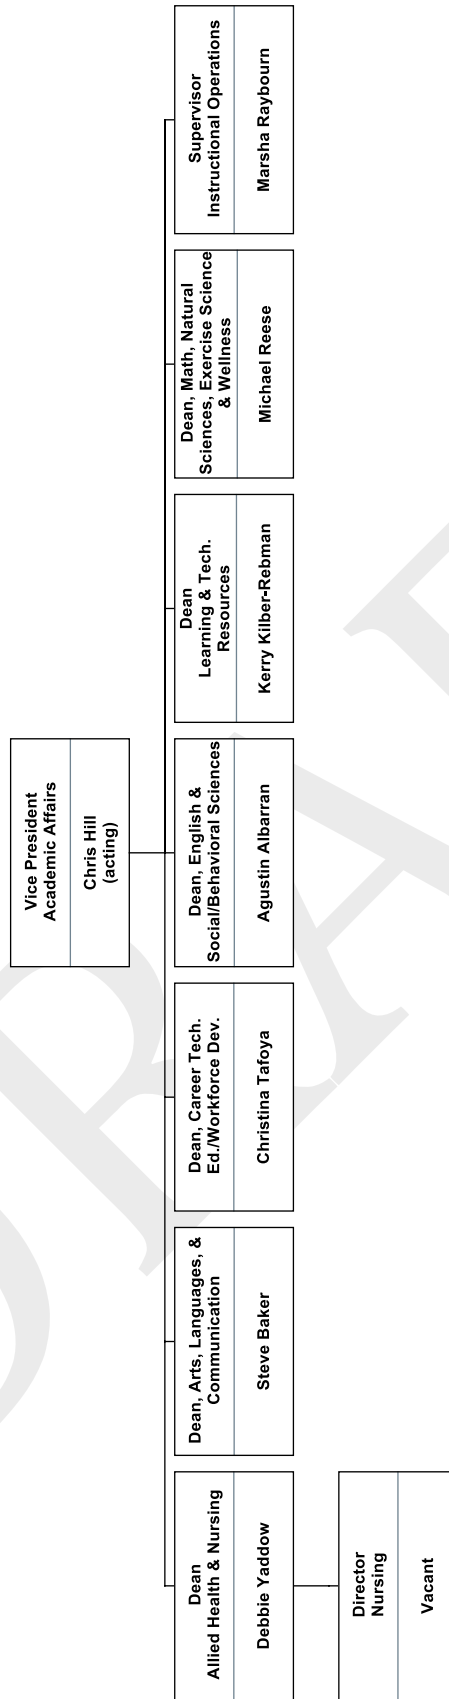 Vice President
Academic Affairs
Chris Hill
(acting)
Dean
Allied Health & Nursing
Debbie Yaddow
Dean, Arts, Languages, &
Communication
Steve Baker
Dean, Career Tech.
Ed./Workforce Dev.
Christina Tafoya
Dean, English &
Social/Behavioral Sciences
Agustin Albarran
Dean
Learning & Tech.
Resources
Kerry Kilber-Rebman
Dean, Math, Natural
Sciences, Exercise Science
& Wellness
Michael Reese
Supervisor
Instructional Operations
Marsha Raybourn
Director
Nursing
Vacant